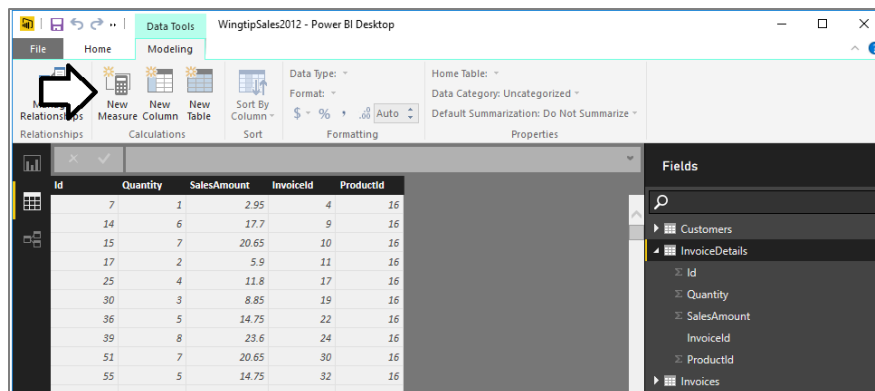 Data Tools WingtipSales2012 - Power BI Desktop
File Home Modeling
Relationships
New Measure
New Column
New Table
Sort By Column
Data Type:
Format:
$ % , .00 Auto
Home Table:
Data Category: Uncategorized
Default Summarization: Do Not Summarize
Relationships Calculations Sort Formatting Properties
Fields
Id Quantity SalesAmount InvoiceId ProductId
7 1 2.95 4 16
14 6 17.7 9 16
15 7 20.65 10 16
17 2 5.9 11 16
25 4 11.8 17 16
30 3 8.85 19 16
36 5 14.75 22 16
39 8 23.6 24 16
51 7 20.65 30 16
55 5 14.75 32 16
Customers
InvoiceDetails
Σ Id
Σ Quantity
Σ SalesAmount
InvoiceId
Σ ProductId
Invoices